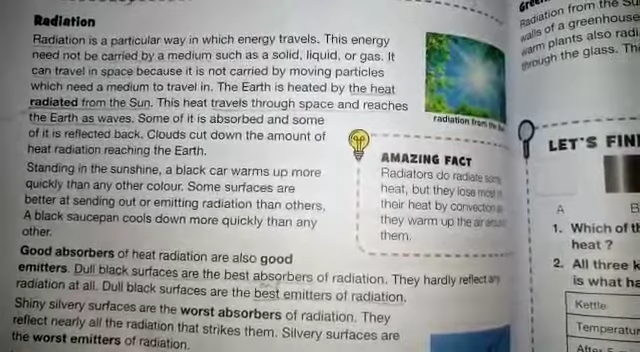 Radiation
Radiation is a particular way in which energy travels. This energy
need not be carried by a medium such as a solid, liquid, or gas. It
can travel in space because it is not carried by moving particles
which need a medium to travel in. The Earth is heated by the heat
radiated from the Sun. This heat travels through space and reaches
the Earth as waves. Some of it is absorbed and some
of it is reflected back. Clouds cut down the amount of
heat radiation reaching the Earth.
Standing in the sunshine, a black car warms up more
quickly than any other colour. Some surfaces are
better at sending out or emitting radiation than others.
A black saucepan cools down more quickly than any
other.
Good absorbers of heat radiation are also good
emitters. Dull black surfaces are the best absorbers of radiation. They hardly reflect any
radiation at all. Dull black surfaces are the best emitters of radiation.
Shiny silvery surfaces are the worst absorbers of radiation. They
reflect nearly all the radiation that strikes them. Silvery surfaces are
the worst emitters of radiation.
radiation from the
AMAZING FACT
Radiators do radiate some
heat, but they lose most
their heat by convection as
they warm up the air around
them.
Radiation from the
walls of a greenhouse
warm plants also
through the glass.
LET'S
A B
1. Which of
heat ?
2. All three
is what
Kettle
After